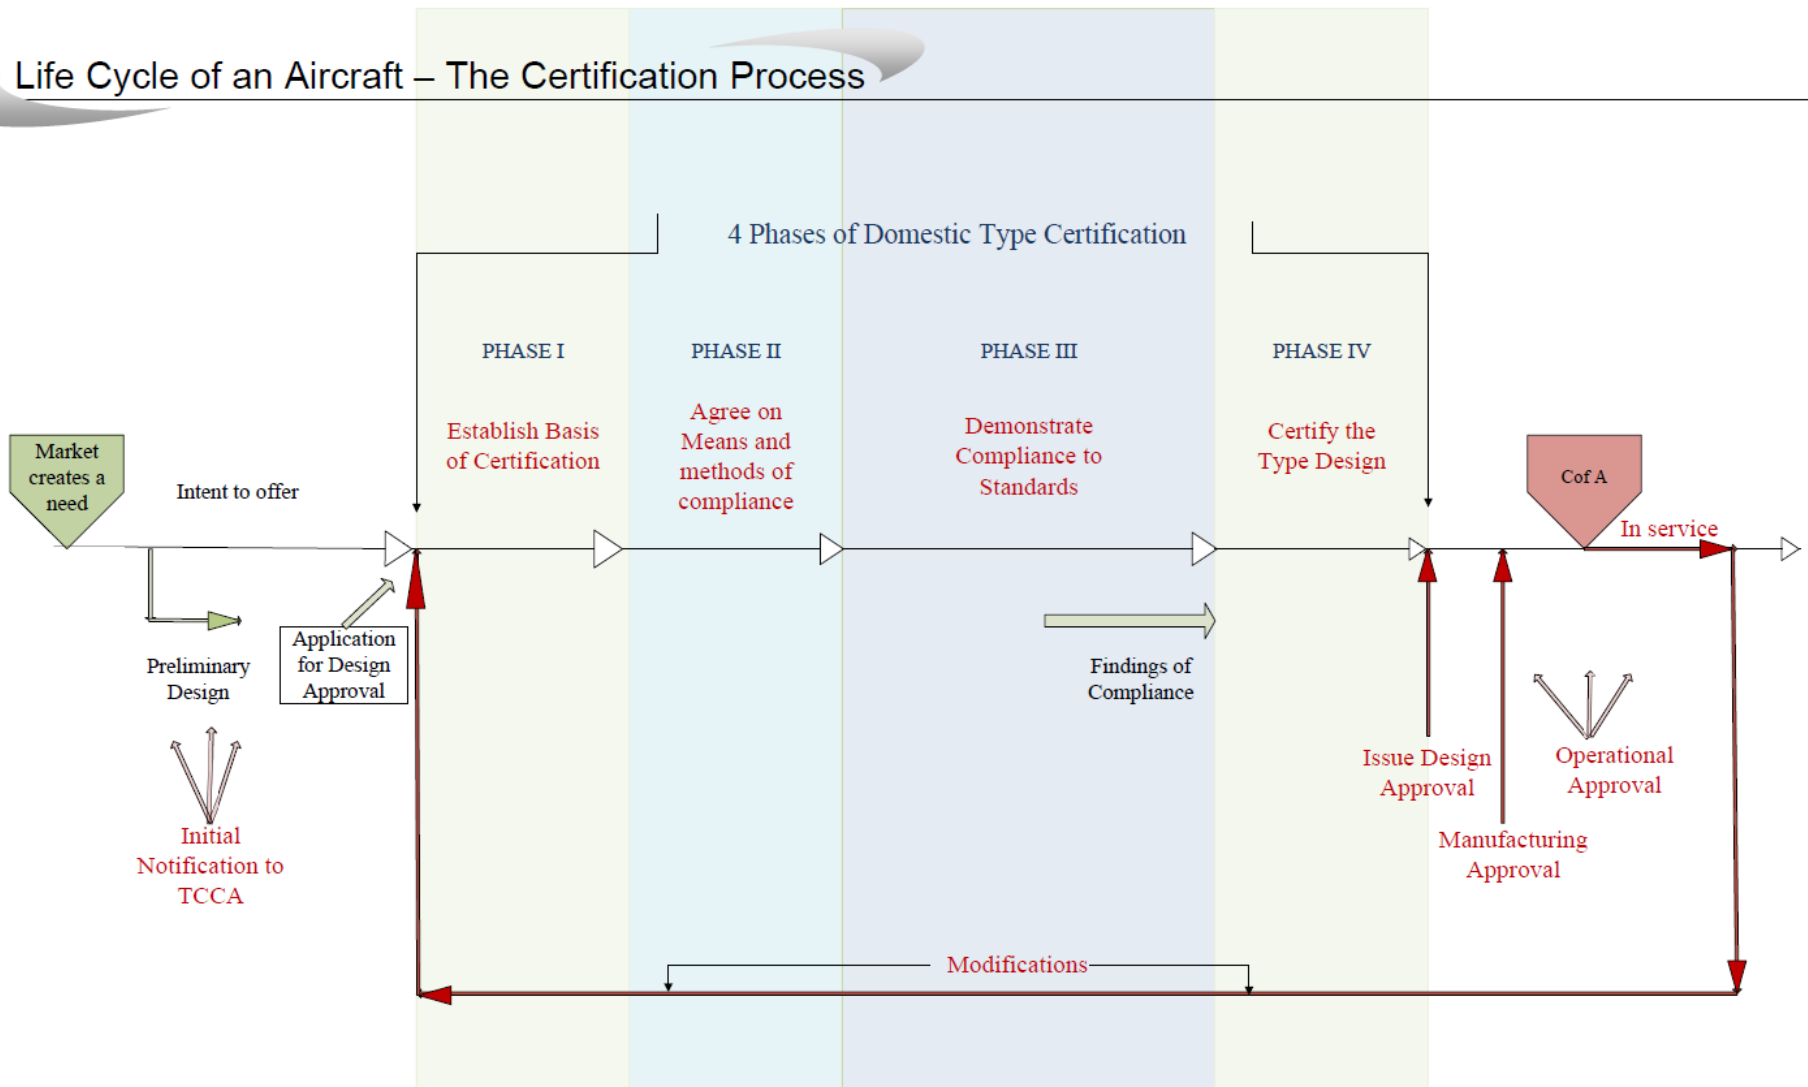 Life Cycle of an Aircraft – The Certification Process
4 Phases of Domestic Type Certification
PHASE I
Establish Basis
of Certification
PHASE II
Agree on
Means and
methods of
compliance
PHASE III
Demonstrate
Compliance to
Standards
PHASE IV
Certify the
Type Design
Market
creates a
need
Intent to offer
Cof A
In service
Preliminary
Design
Application
for Design
Approval
Findings of
Compliance
Initial
Notification to
TCCA
Issue Design
Approval
Manufacturing
Approval
Operational
Approval
Modifications